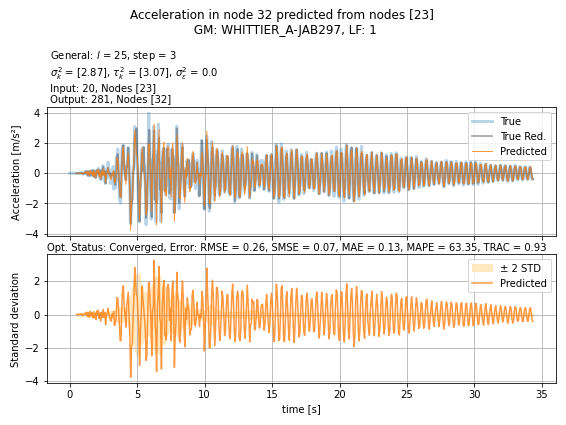 Acceleration in node 32 predicted from nodes [23]
GM: WHITTIER_A-JAB297, LF: 1
General: l = 25, step = 3
σ²ₖ = [2.87], τ²ₖ = [3.07], σ²ε = 0.0
Input: 20, Nodes [23]
Output: 281, Nodes [32]
Acceleration [m/s²]
4
2
0
−2
−4
True
True Red.
Predicted
Opt. Status: Converged, Error: RMSE = 0.26, SMSE = 0.07, MAE = 0.13, MAPE = 63.35, TRAC = 0.93
Standard deviation
2
0
−2
−4
± 2 STD
Predicted
0 5 10 15 20 25 30 35
time [s]